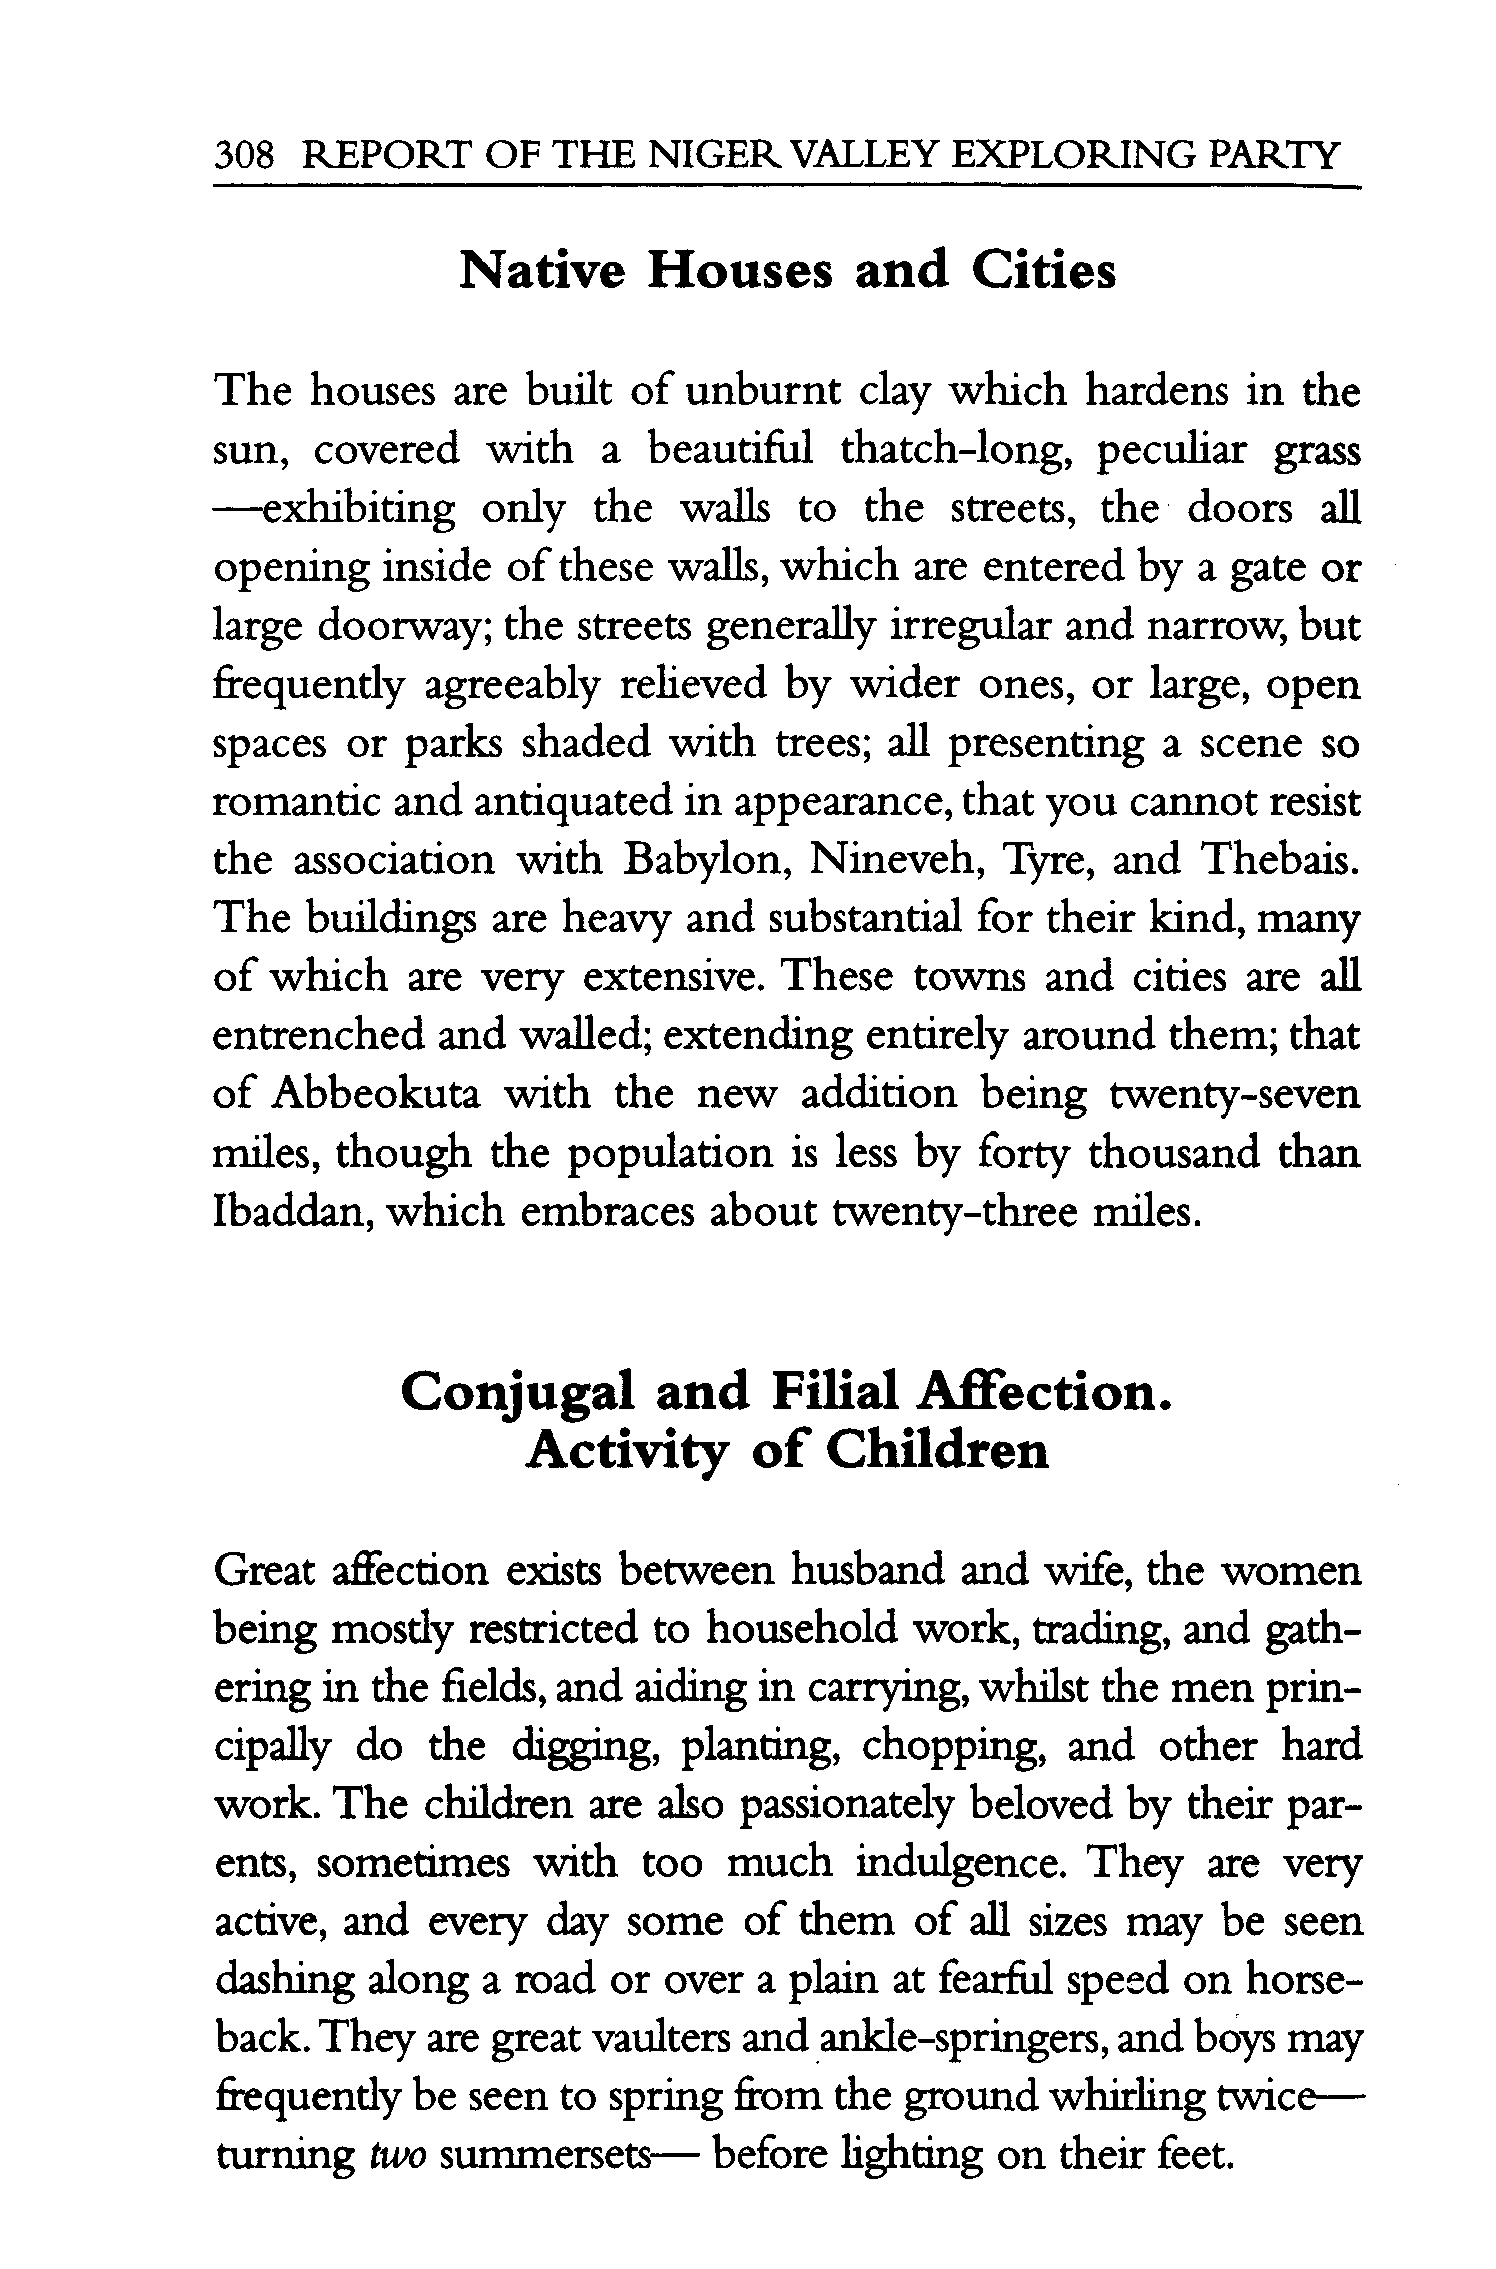 308 REPORT OF THE NIGER VALLEY EXPLORING PARTY
Native Houses and Cities
The houses are built of unburnt clay which hardens in the
sun, covered with a beautiful thatch-long, peculiar grass
—exhibiting only the walls to the streets, the doors all
opening inside of these walls, which are entered by a gate or
large doorway; the streets generally irregular and narrow, but
frequently agreeably relieved by wider ones, or large, open
spaces or parks shaded with trees; all presenting a scene so
romantic and antiquated in appearance, that you cannot resist
the association with Babylon, Nineveh, Tyre, and Thebais.
The buildings are heavy and substantial for their kind, many
of which are very extensive. These towns and cities are all
entrenched and walled; extending entirely around them; that
of Abbeokuta with the new addition being twenty-seven
miles, though the population is less by forty thousand than
Ibaddan, which embraces about twenty-three miles.
Conjugal and Filial Affection.
Activity of Children
Great affection exists between husband and wife, the women
being mostly restricted to household work, trading, and gath-
ering in the fields, and aiding in carrying, whilst the men prin-
cipally do the digging, planting, chopping, and other hard
work. The children are also passionately beloved by their par-
ents, sometimes with too much indulgence. They are very
active, and every day some of them of all sizes may be seen
dashing along a road or over a plain at fearful speed on horse-
back. They are great vaulters and ankle-springers, and boys may
frequently be seen to spring from the ground whirling twice—
turning two summersets— before lighting on their feet.